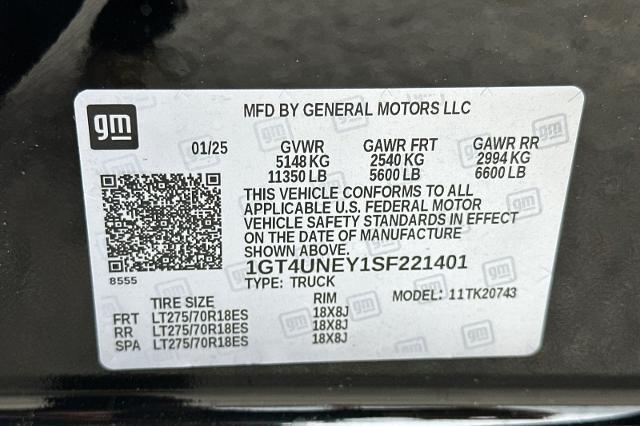 gm
MFD BY GENERAL MOTORS LLC
01/25 GVWR GAWR FRT GAWR RR
5148 KG 2540 KG 2994 KG
11350 LB 5600 LB 6600 LB
THIS VEHICLE CONFORMS TO ALL
APPLICABLE U.S. FEDERAL MOTOR
VEHICLE SAFETY STANDARDS IN EFFECT
ON THE DATE OF MANUFACTURE
SHOWN ABOVE.
8555
1GT4UNEY1SF221401
TYPE: TRUCK MODEL: 11TK20743
TIRE SIZE RIM
FRT LT275/70R18ES 18X8J
RR LT275/70R18ES 18X8J
SPA LT275/70R18ES 18X8J